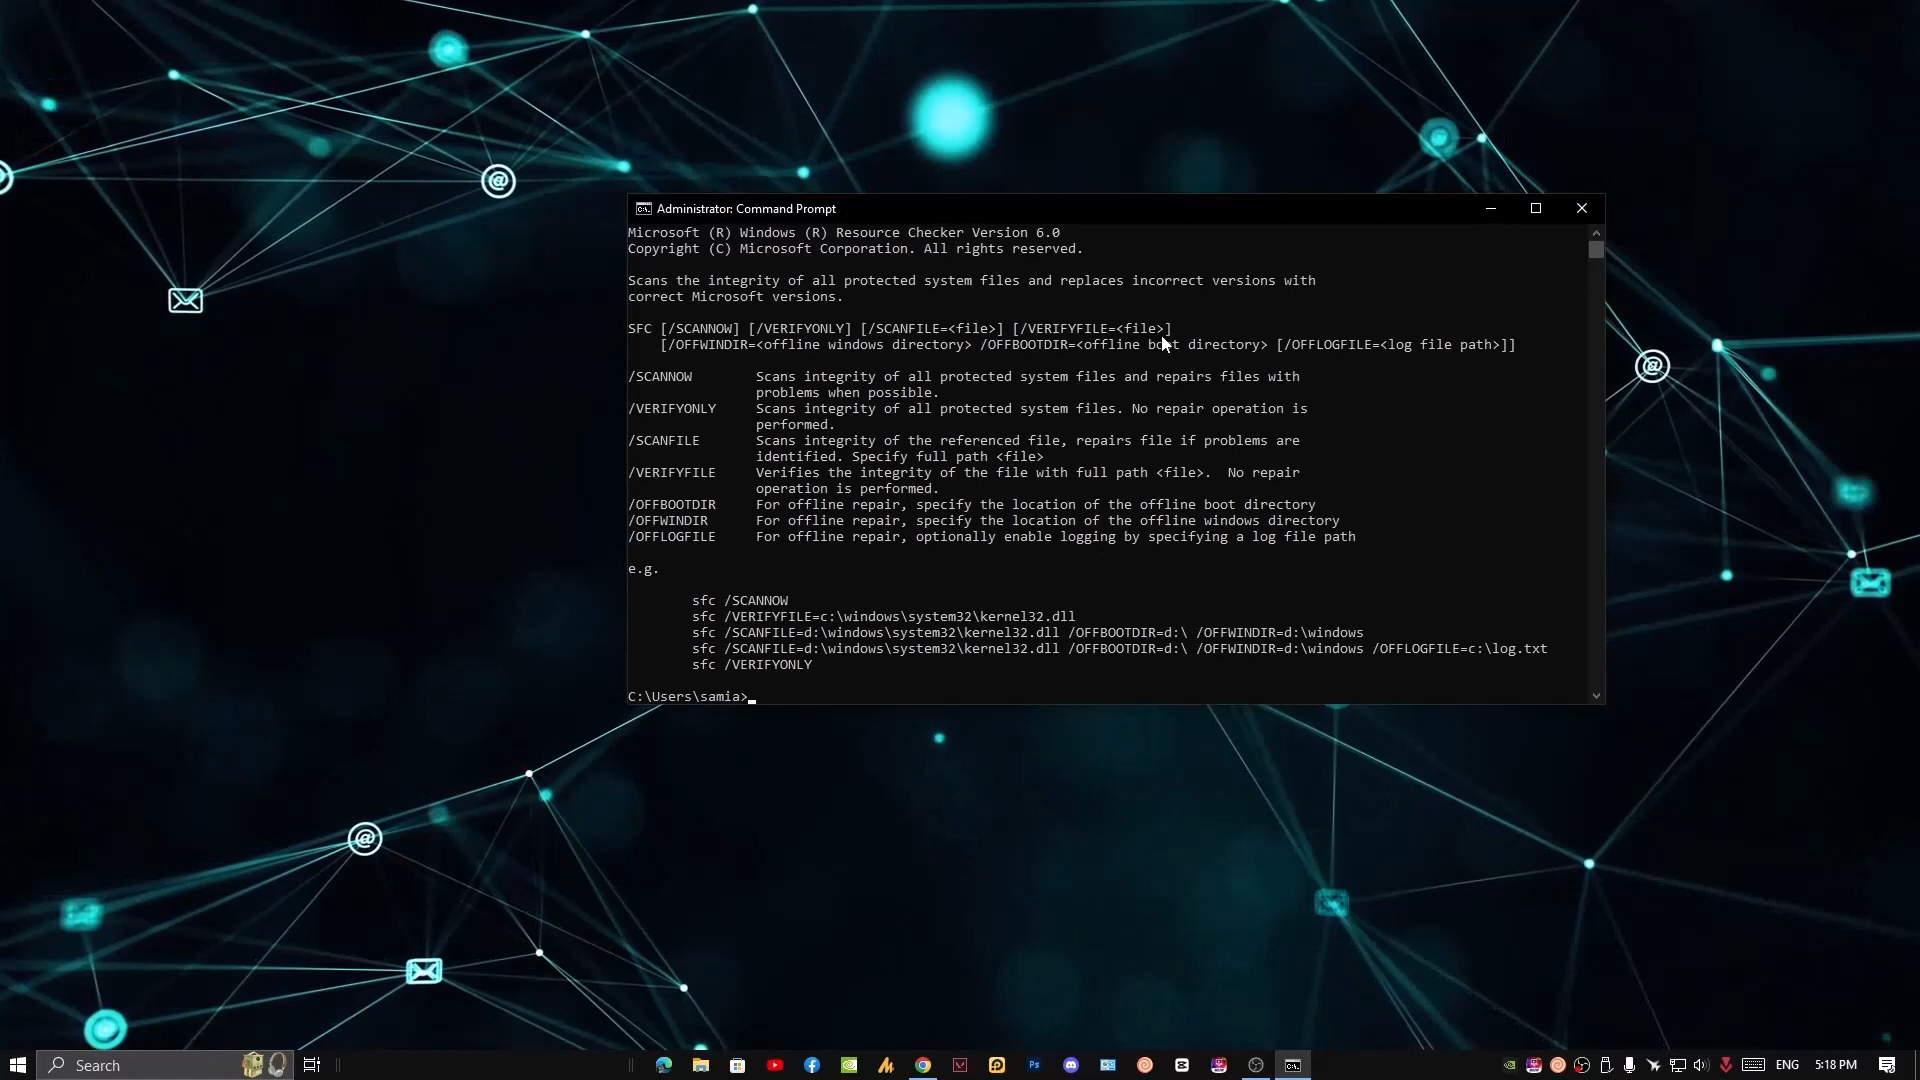 Administrator: Command Prompt
Microsoft (R) Windows (R) Resource Checker Version 6.0
Copyright (C) Microsoft Corporation. All rights reserved.
Scans the integrity of all protected system files and replaces incorrect versions with
correct Microsoft versions.
SFC [/SCANNOW] [/VERIFYONLY] [/SCANFILE=<file>] [/VERIFYFILE=<file>]
[/OFFWINDIR=<offline windows directory> /OFFBOOTDIR=<offline boot directory> [/OFFLOGFILE=<log file path>]]
/SCANNOW Scans integrity of all protected system files and repairs files with
problems when possible.
/VERIFYONLY Scans integrity of all protected system files. No repair operation is
performed.
/SCANFILE Scans integrity of the referenced file, repairs file if problems are
identified. Specify full path <file>
/VERIFYFILE Verifies the integrity of the file with full path <file>. No repair
operation is performed.
/OFFBOOTDIR For offline repair, specify the location of the offline boot directory
/OFFWINDIR For offline repair, specify the location of the offline windows directory
/OFFLOGFILE For offline repair, optionally enable logging by specifying a log file path
e.g.
sfc /SCANNOW
sfc /VERIFYFILE=c:\windows\system32\kernel32.dll
sfc /SCANFILE=d:\windows\system32\kernel32.dll /OFFBOOTDIR=d:\ /OFFWINDIR=d:\windows
sfc /SCANFILE=d:\windows\system32\kernel32.dll /OFFBOOTDIR=d:\ /OFFWINDIR=d:\windows /OFFLOGFILE=c:\log.txt
sfc /VERIFYONLY
C:\Users\samia>
Search
Ps
ENG 5:18 PM